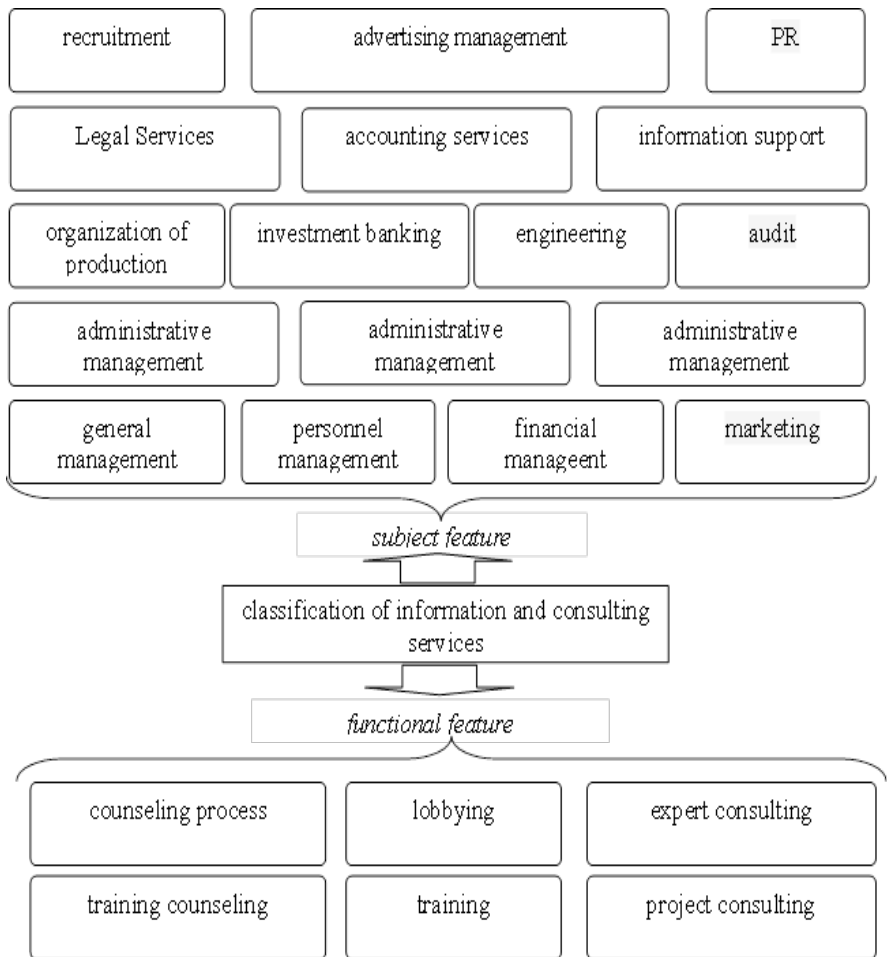 recruitment
advertising management
PR
Legal Services
accounting services
information support
organization of
production
investment banking
engineering
audit
administrative
management
administrative
management
administrative
management
general
management
personnel
management
financial
manageent
marketing
subject feature
classification of information and consulting
services
functional feature
counseling process
lobbying
expert consulting
training counseling
training
project consulting